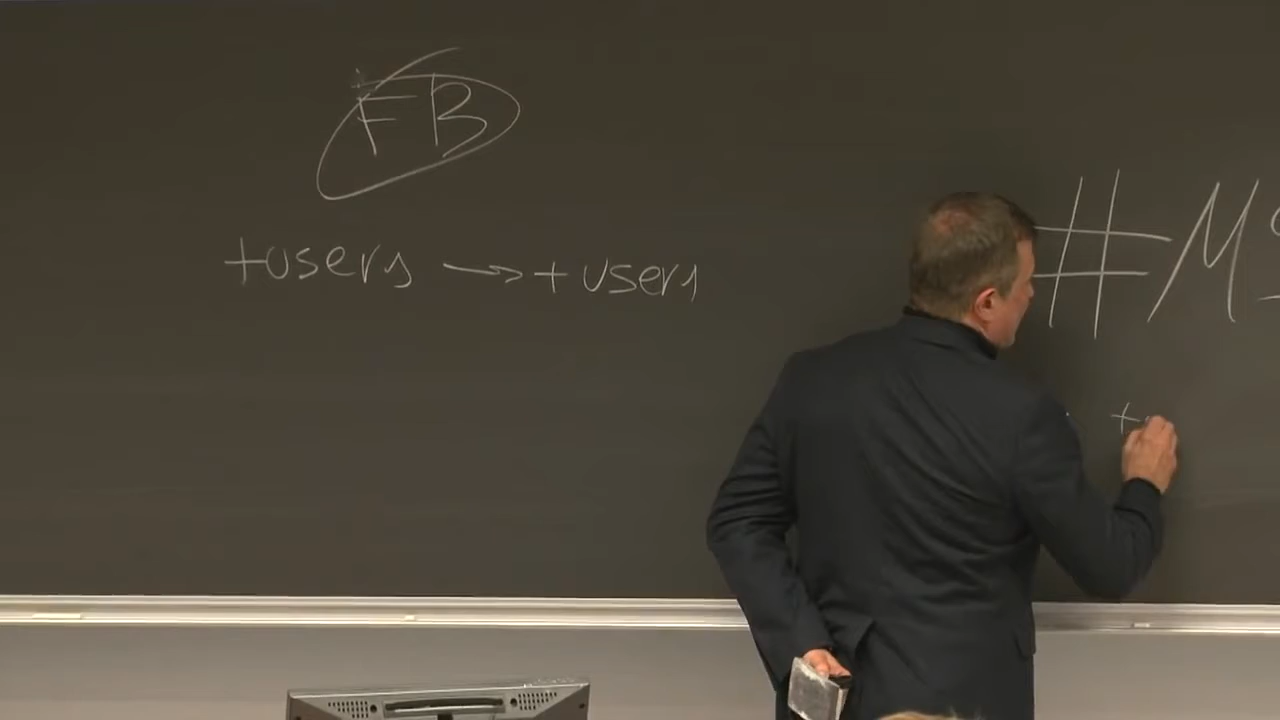 FB
+users → + users
#M
+